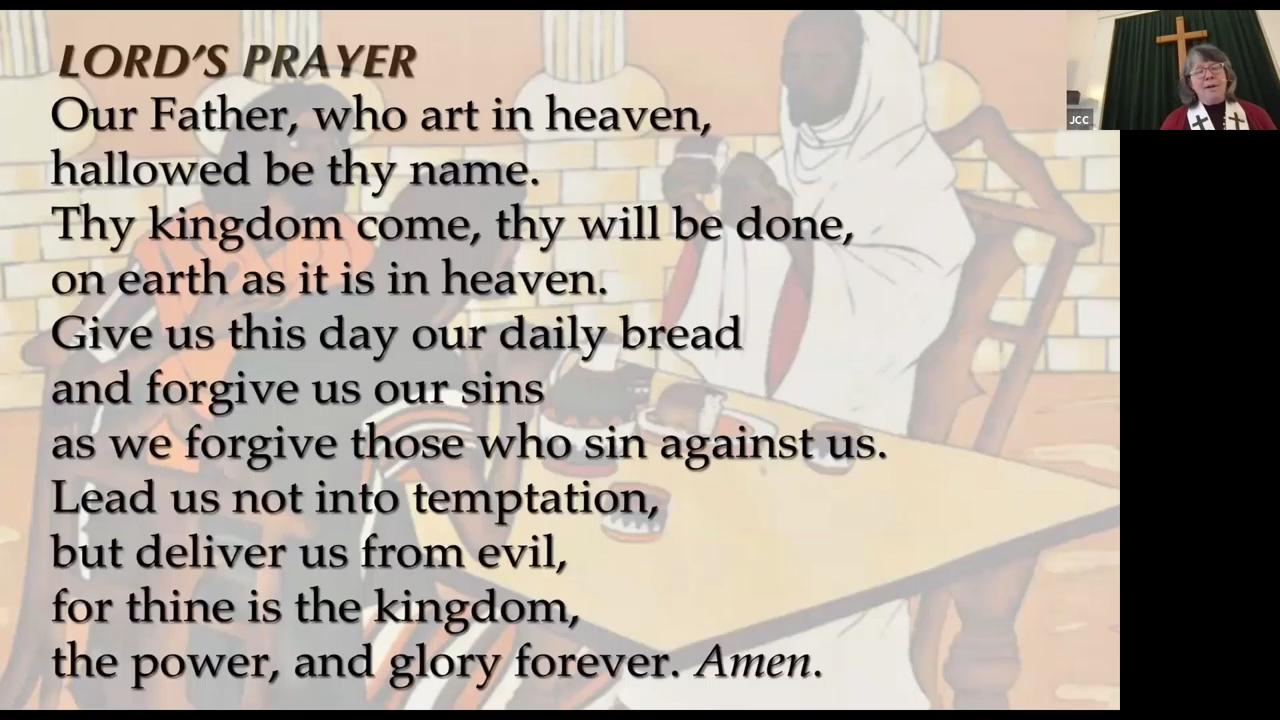 LORD'S PRAYER
Our Father, who art in heaven,
hallowed be thy name.
Thy kingdom come, thy will be done,
on earth as it is in heaven.
Give us this day our daily bread
and forgive us our sins
as we forgive those who sin against us.
Lead us not into temptation,
but deliver us from evil,
for thine is the kingdom,
the power, and glory forever. Amen.
JCC